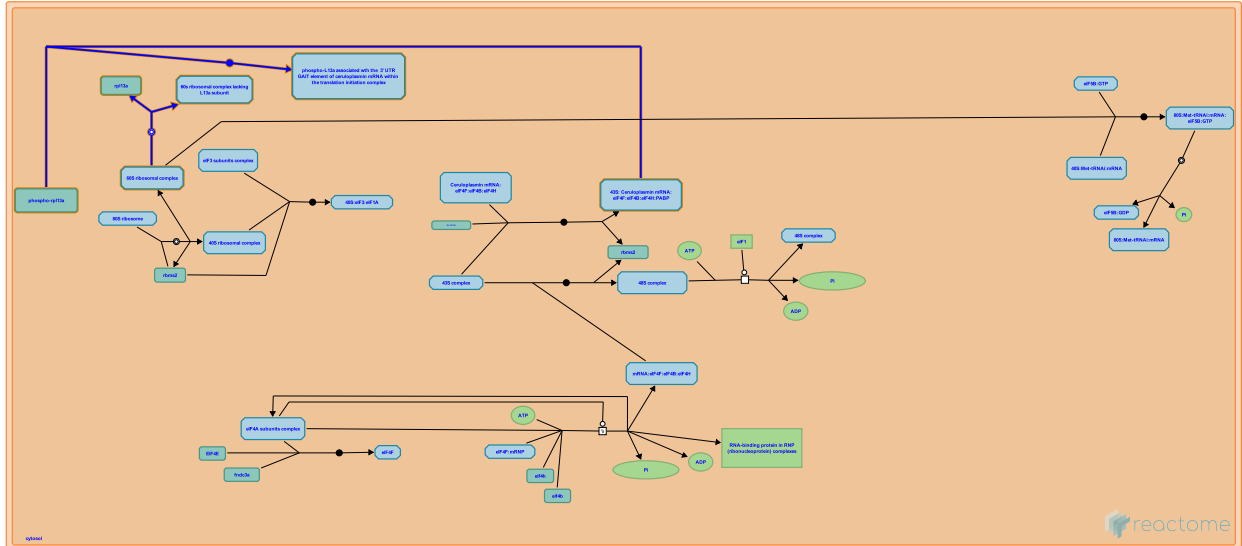 phospho-L13a associated wth the 3' UTR
GAIT element of ceruloplasmin mRNA within
the translation initiation complex
rpl13a
60s ribosomal complex lacking
L13a subunit
eIF5B:GTP
80S:Met-tRNAi:mRNA:
eIF5B:GTP
eIF3 subunits complex
40S:Met-tRNAi:mRNA
60S ribosomal complex
phospho-rpl13a
Ceruloplasmin mRNA:
eIF4F:eIF4B:eIF4H
43S: Ceruloplasmin mRNA:
eIF4F:eIF4B:eIF4H:PABP
40S:eIF3:eIF1A
80S ribosome
eIF5B:GDP
Pi
40S ribosomal complex
eIF1
48S complex
80S:Met-tRNAi:mRNA
rbms2
ATP
rbms2
43S complex
48S complex
Pi
ADP
mRNA:eIF4F:eIF4B:eIF4H
ATP
eIF4A subunits complex
EIF4E
eIF4F
eIF4F:mRNP
RNA-binding protein in RNP
(ribonucleoprotein) complexes
ADP
Pi
fndc3a
eif4h
eif4b
reactome
cytosol